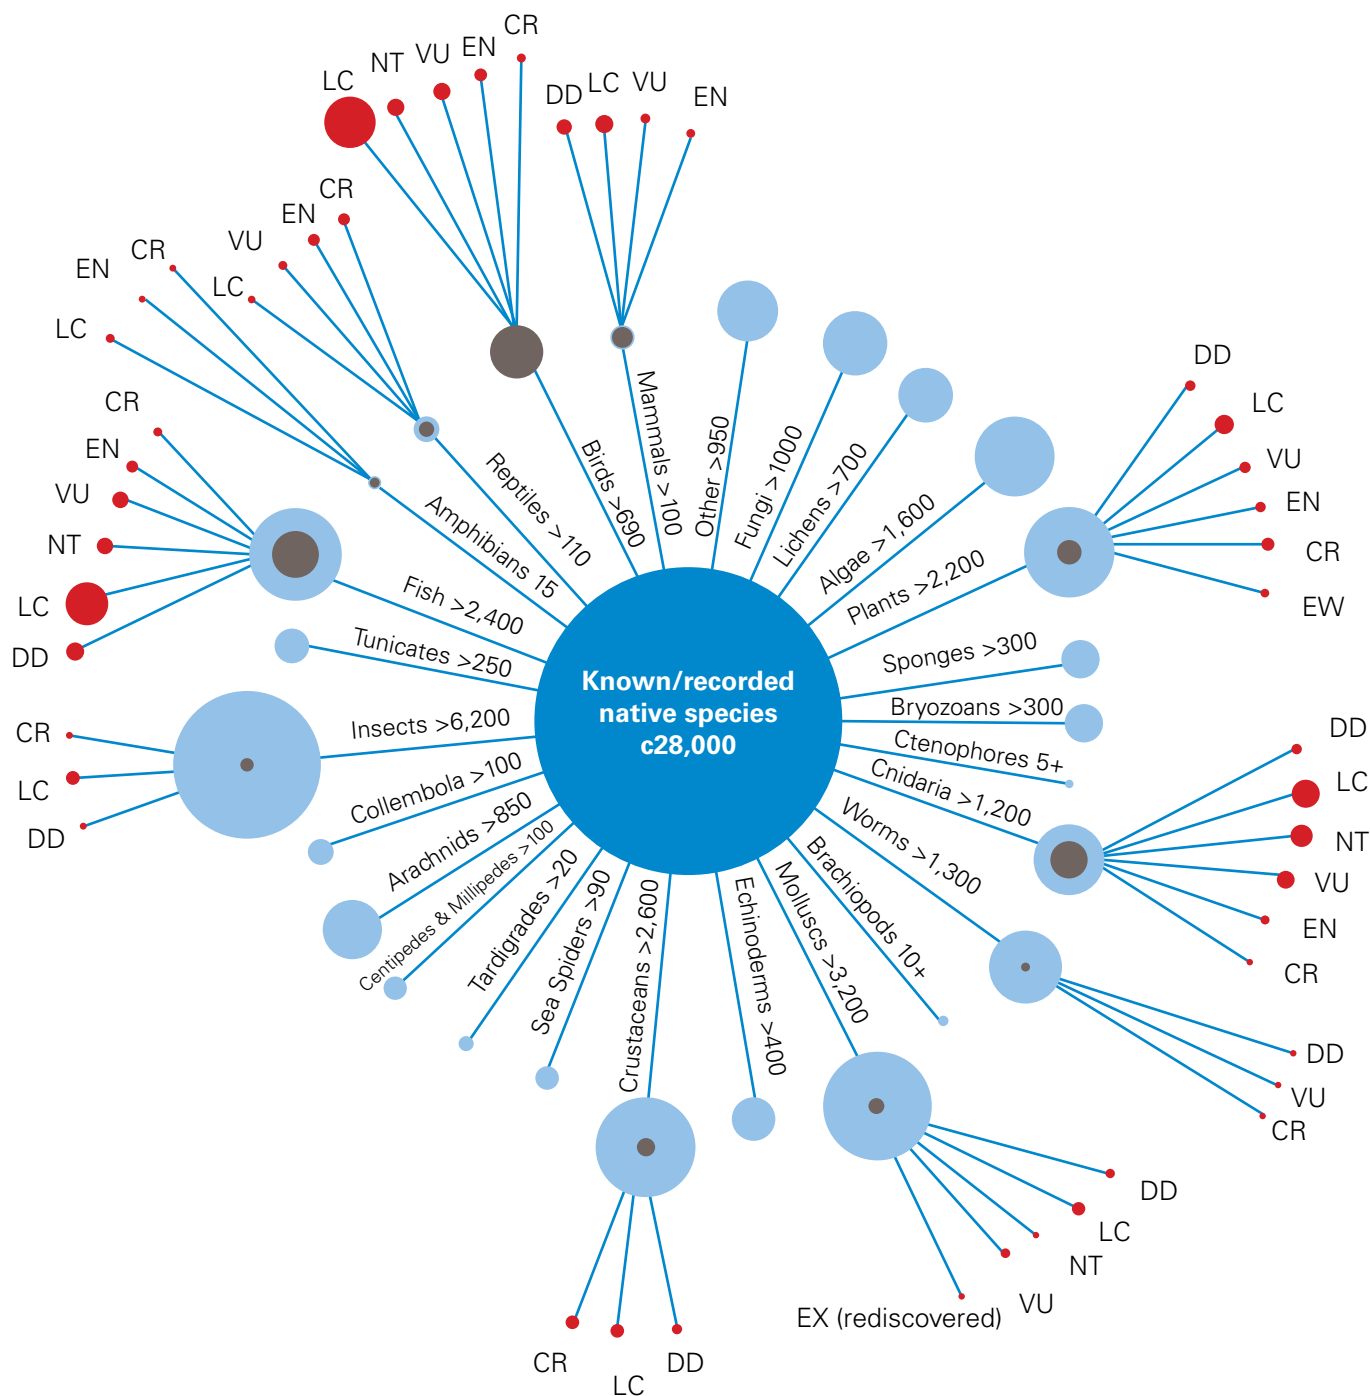 CR
EN
VU
NT
LC
DD
LC
VU
EN
CR
EN
VU
LC
CR
EN
VU
LC
CR
EN
LC
Known/recorded
native species
c28,000
Mammals >100
Other >950
Fungi >1000
Lichens >700
Algae >1,600
Plants >2,200
DD
LC
VU
EN
CR
EW
Sponges >300
Bryozoans >300
Ctenophores 5+
Cnidaria >1,200
DD
LC
NT
VU
EN
CR
Worms >1,300
DD
VU
CR
Brachiopods 10+
Molluscs >3,200
DD
LC
NT
VU
EX (rediscovered)
Echinoderms >400
Crustaceans >2,600
DD
LC
CR
Sea Spiders >90
Tardigrades >20
Centipedes & Millipedes >100
Arachnids >850
Collembola >100
Insects >6,200
CR
LC
DD
Tunicates >250
Fish >2,400
CR
EN
VU
NT
LC
DD
Amphibians 15
Reptiles >110
Birds >690